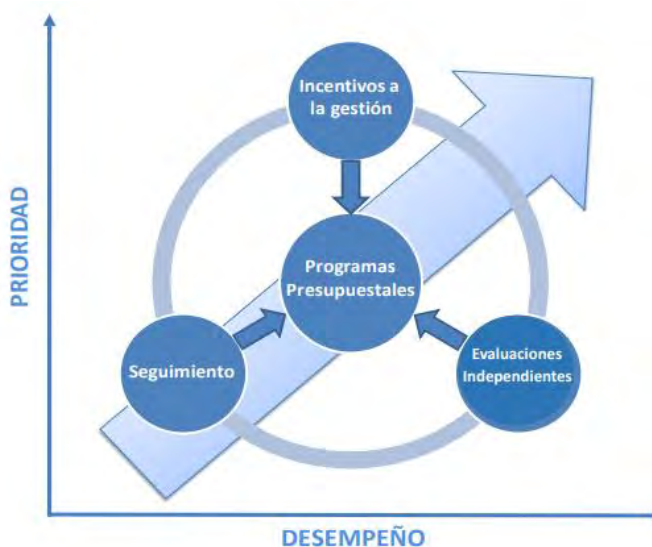 Incentivos a
la gestión
PRIORIDAD
Programas
Presupuestales
Seguimiento
Evaluaciones
Independientes
DESEMPEÑO